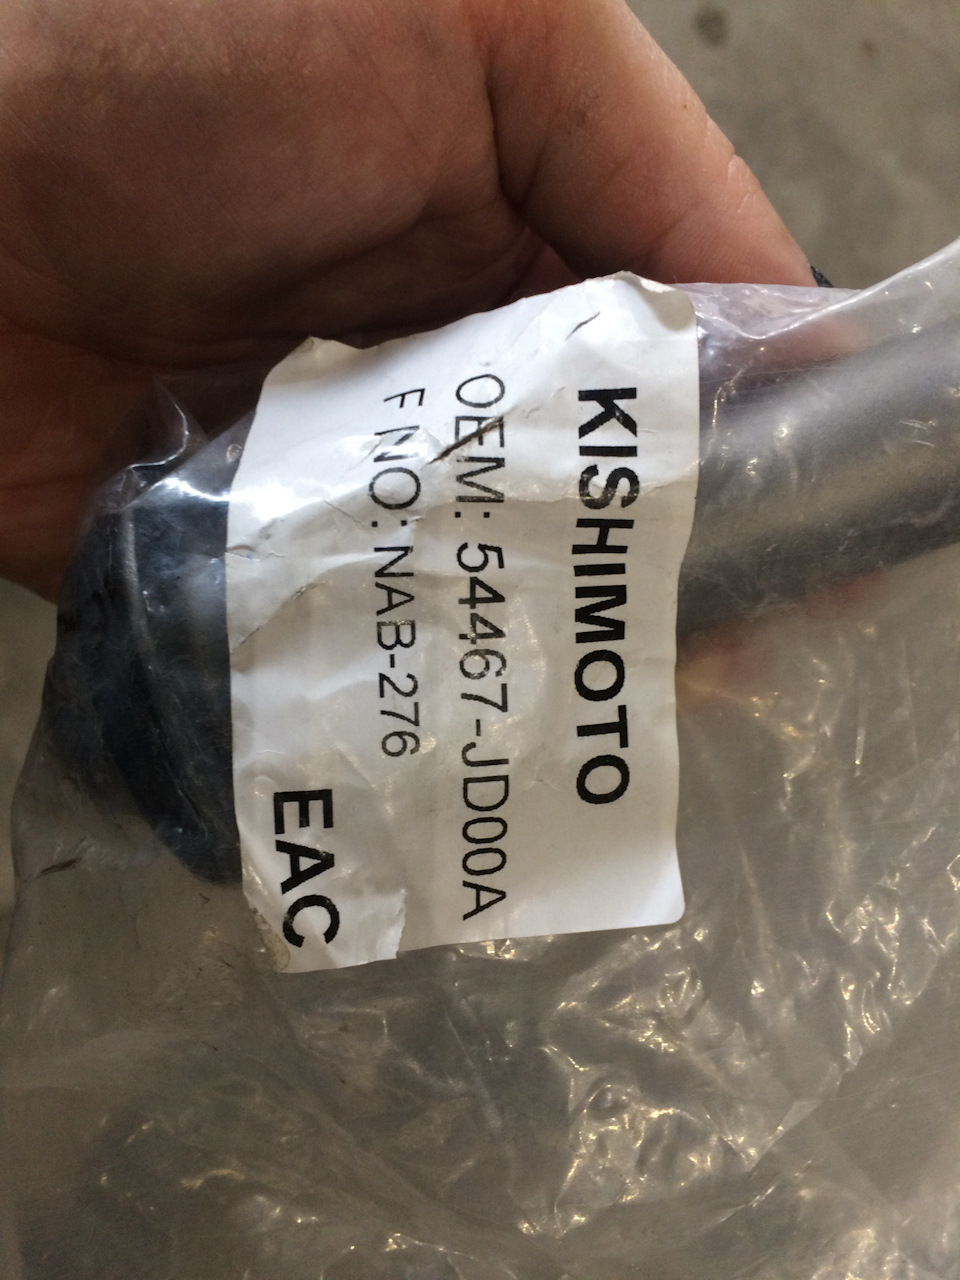 KISHIMOTO
OEM: 54467-JD00A
F NO: NAB-276
EAC